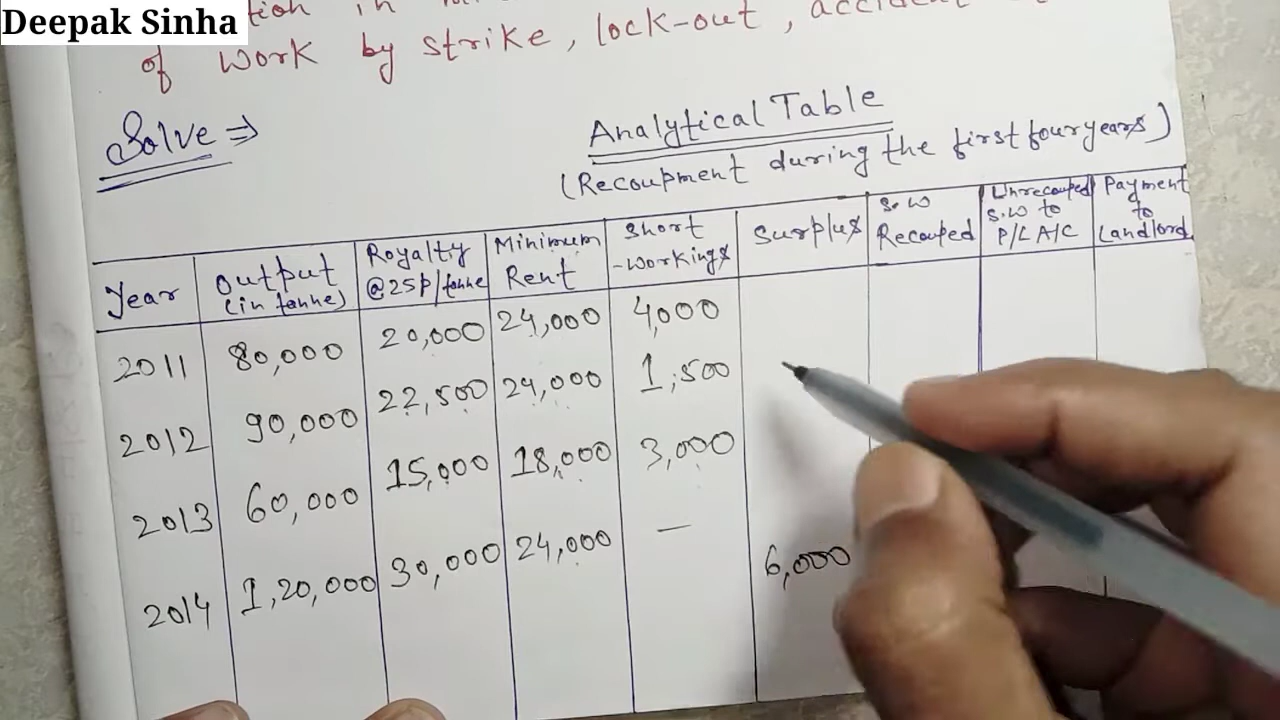 Deepak Sinha
of work by strike, lock-out, accident
Solve ⇒
Analytical Table
(Recoupment during the first four years)
Year
Output
(in tonne)
Royalty
@25P/tonne
Minimum
Rent
Short
-workings
Surplus
S.W
Recouped
Unrecouped
S.W to
P/L A/C
Payment
to
Landlord
2011 80,000 20,000 24,000 4,000
2012 90,000 22,500 24,000 1,500
2013 60,000 15,000 18,000 3,000
2014 1,20,000 30,000 24,000 — 6,000